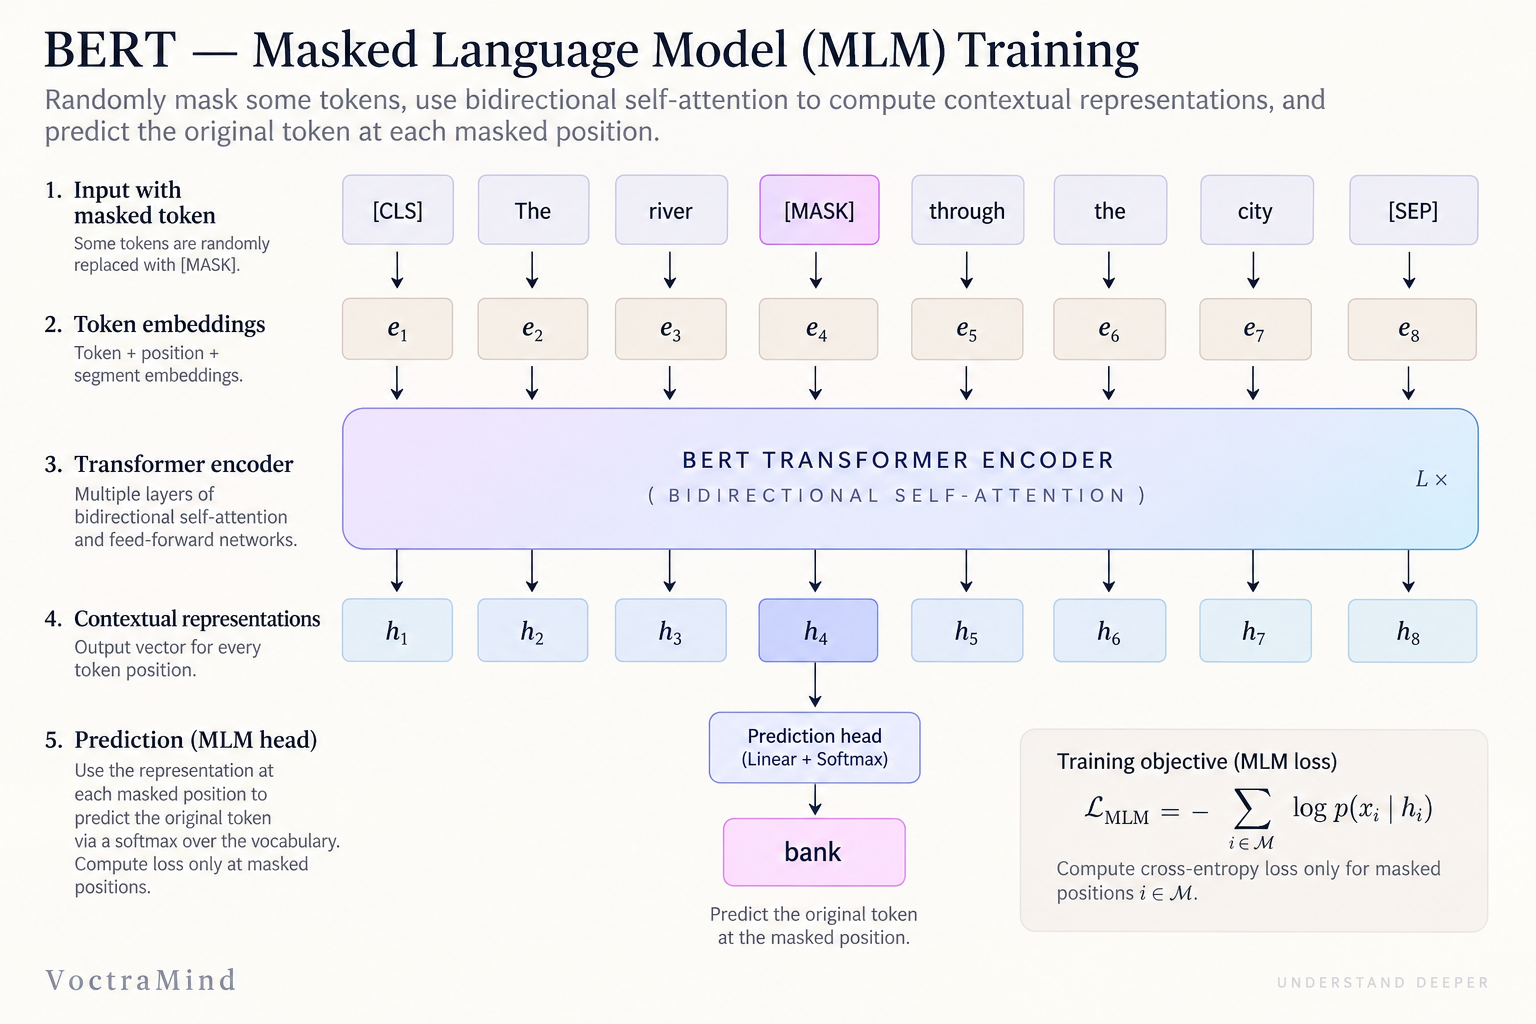 BERT — Masked Language Model (MLM) Training
Randomly mask some tokens, use bidirectional self-attention to compute contextual representations, and
predict the original token at each masked position.
1. Input with
masked token
Some tokens are randomly
replaced with [MASK].
[CLS] The river [MASK] through the city [SEP]
2. Token embeddings
Token + position +
segment embeddings.
e₁ e₂ e₃ e₄ e₅ e₆ e₇ e₈
3. Transformer encoder
Multiple layers of
bidirectional self-attention
and feed-forward networks.
BERT TRANSFORMER ENCODER
( BIDIRECTIONAL SELF-ATTENTION )
L ×
4. Contextual representations
Output vector for every
token position.
h₁ h₂ h₃ h₄ h₅ h₆ h₇ h₈
5. Prediction (MLM head)
Use the representation at
each masked position to
predict the original token
via a softmax over the vocabulary.
Compute loss only at masked
positions.
Prediction head
(Linear + Softmax)
bank
Predict the original token
at the masked position.
Training objective (MLM loss)
ℒ_MLM = − ∑_{i ∈ ℳ} log p(xᵢ | hᵢ)
Compute cross-entropy loss only for masked
positions i ∈ ℳ.
VoctraMind
UNDERSTAND DEEPER